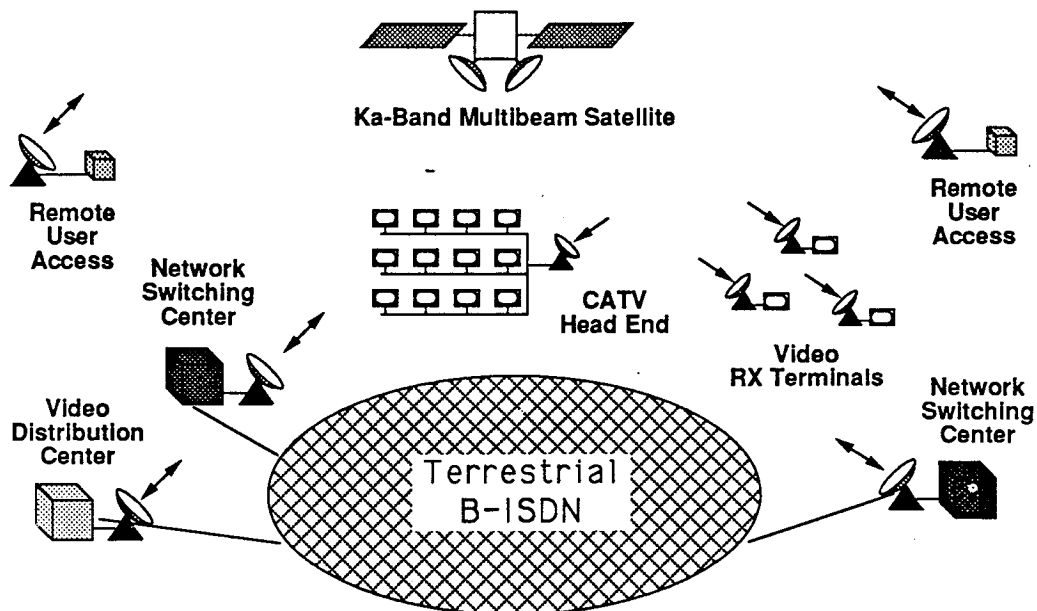 Ka-Band Multibeam Satellite
Remote
User
Access
Remote
User
Access
Network
Switching
Center
CATV
Head End
Video
RX Terminals
Network
Switching
Center
Video
Distribution
Center
Terrestrial
B-ISDN